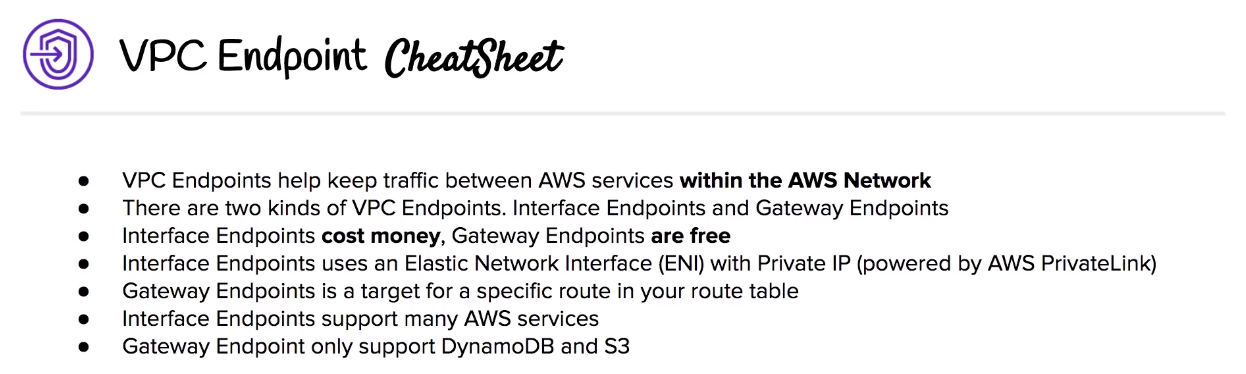 VPC Endpoint CheatSheet
● VPC Endpoints help keep traffic between AWS services within the AWS Network
● There are two kinds of VPC Endpoints. Interface Endpoints and Gateway Endpoints
● Interface Endpoints cost money, Gateway Endpoints are free
● Interface Endpoints uses an Elastic Network Interface (ENI) with Private IP (powered by AWS PrivateLink)
● Gateway Endpoints is a target for a specific route in your route table
● Interface Endpoints support many AWS services
● Gateway Endpoint only support DynamoDB and S3